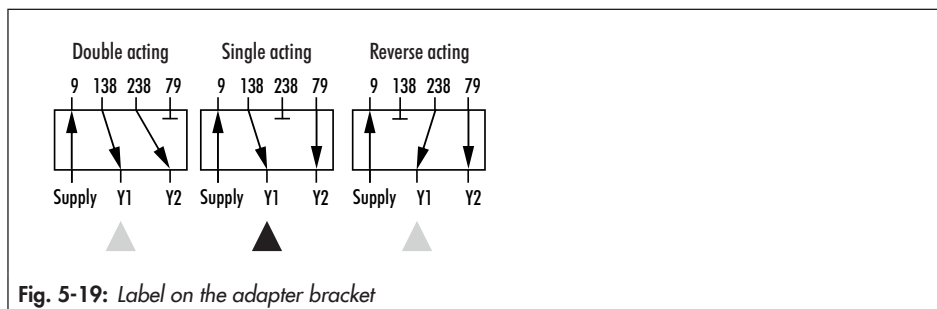 Double acting Single acting Reverse acting
9 138 238 79 9 138 238 79 9 138 238 79
Supply Y1 Y2 Supply Y1 Y2 Supply Y1 Y2
Fig. 5-19: Label on the adapter bracket